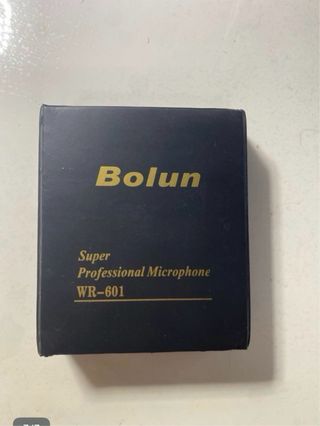 Bolun
Super
Professional Microphone
WR-601